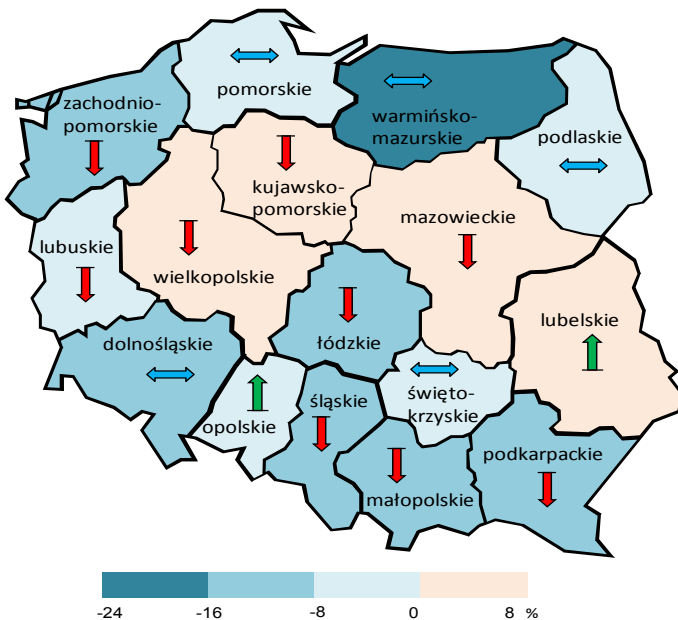 pomorskie
zachodnio-
pomorskie
warmińsko-
mazurskie
podlaskie
kujawsko-
pomorskie
mazowieckie
lubuskie
wielkopolskie
lubelskie
dolnośląskie
łódzkie
święto-
krzyskie
opolskie
śląskie
podkarpackie
małopolskie
-24 -16 -8 0 8 %